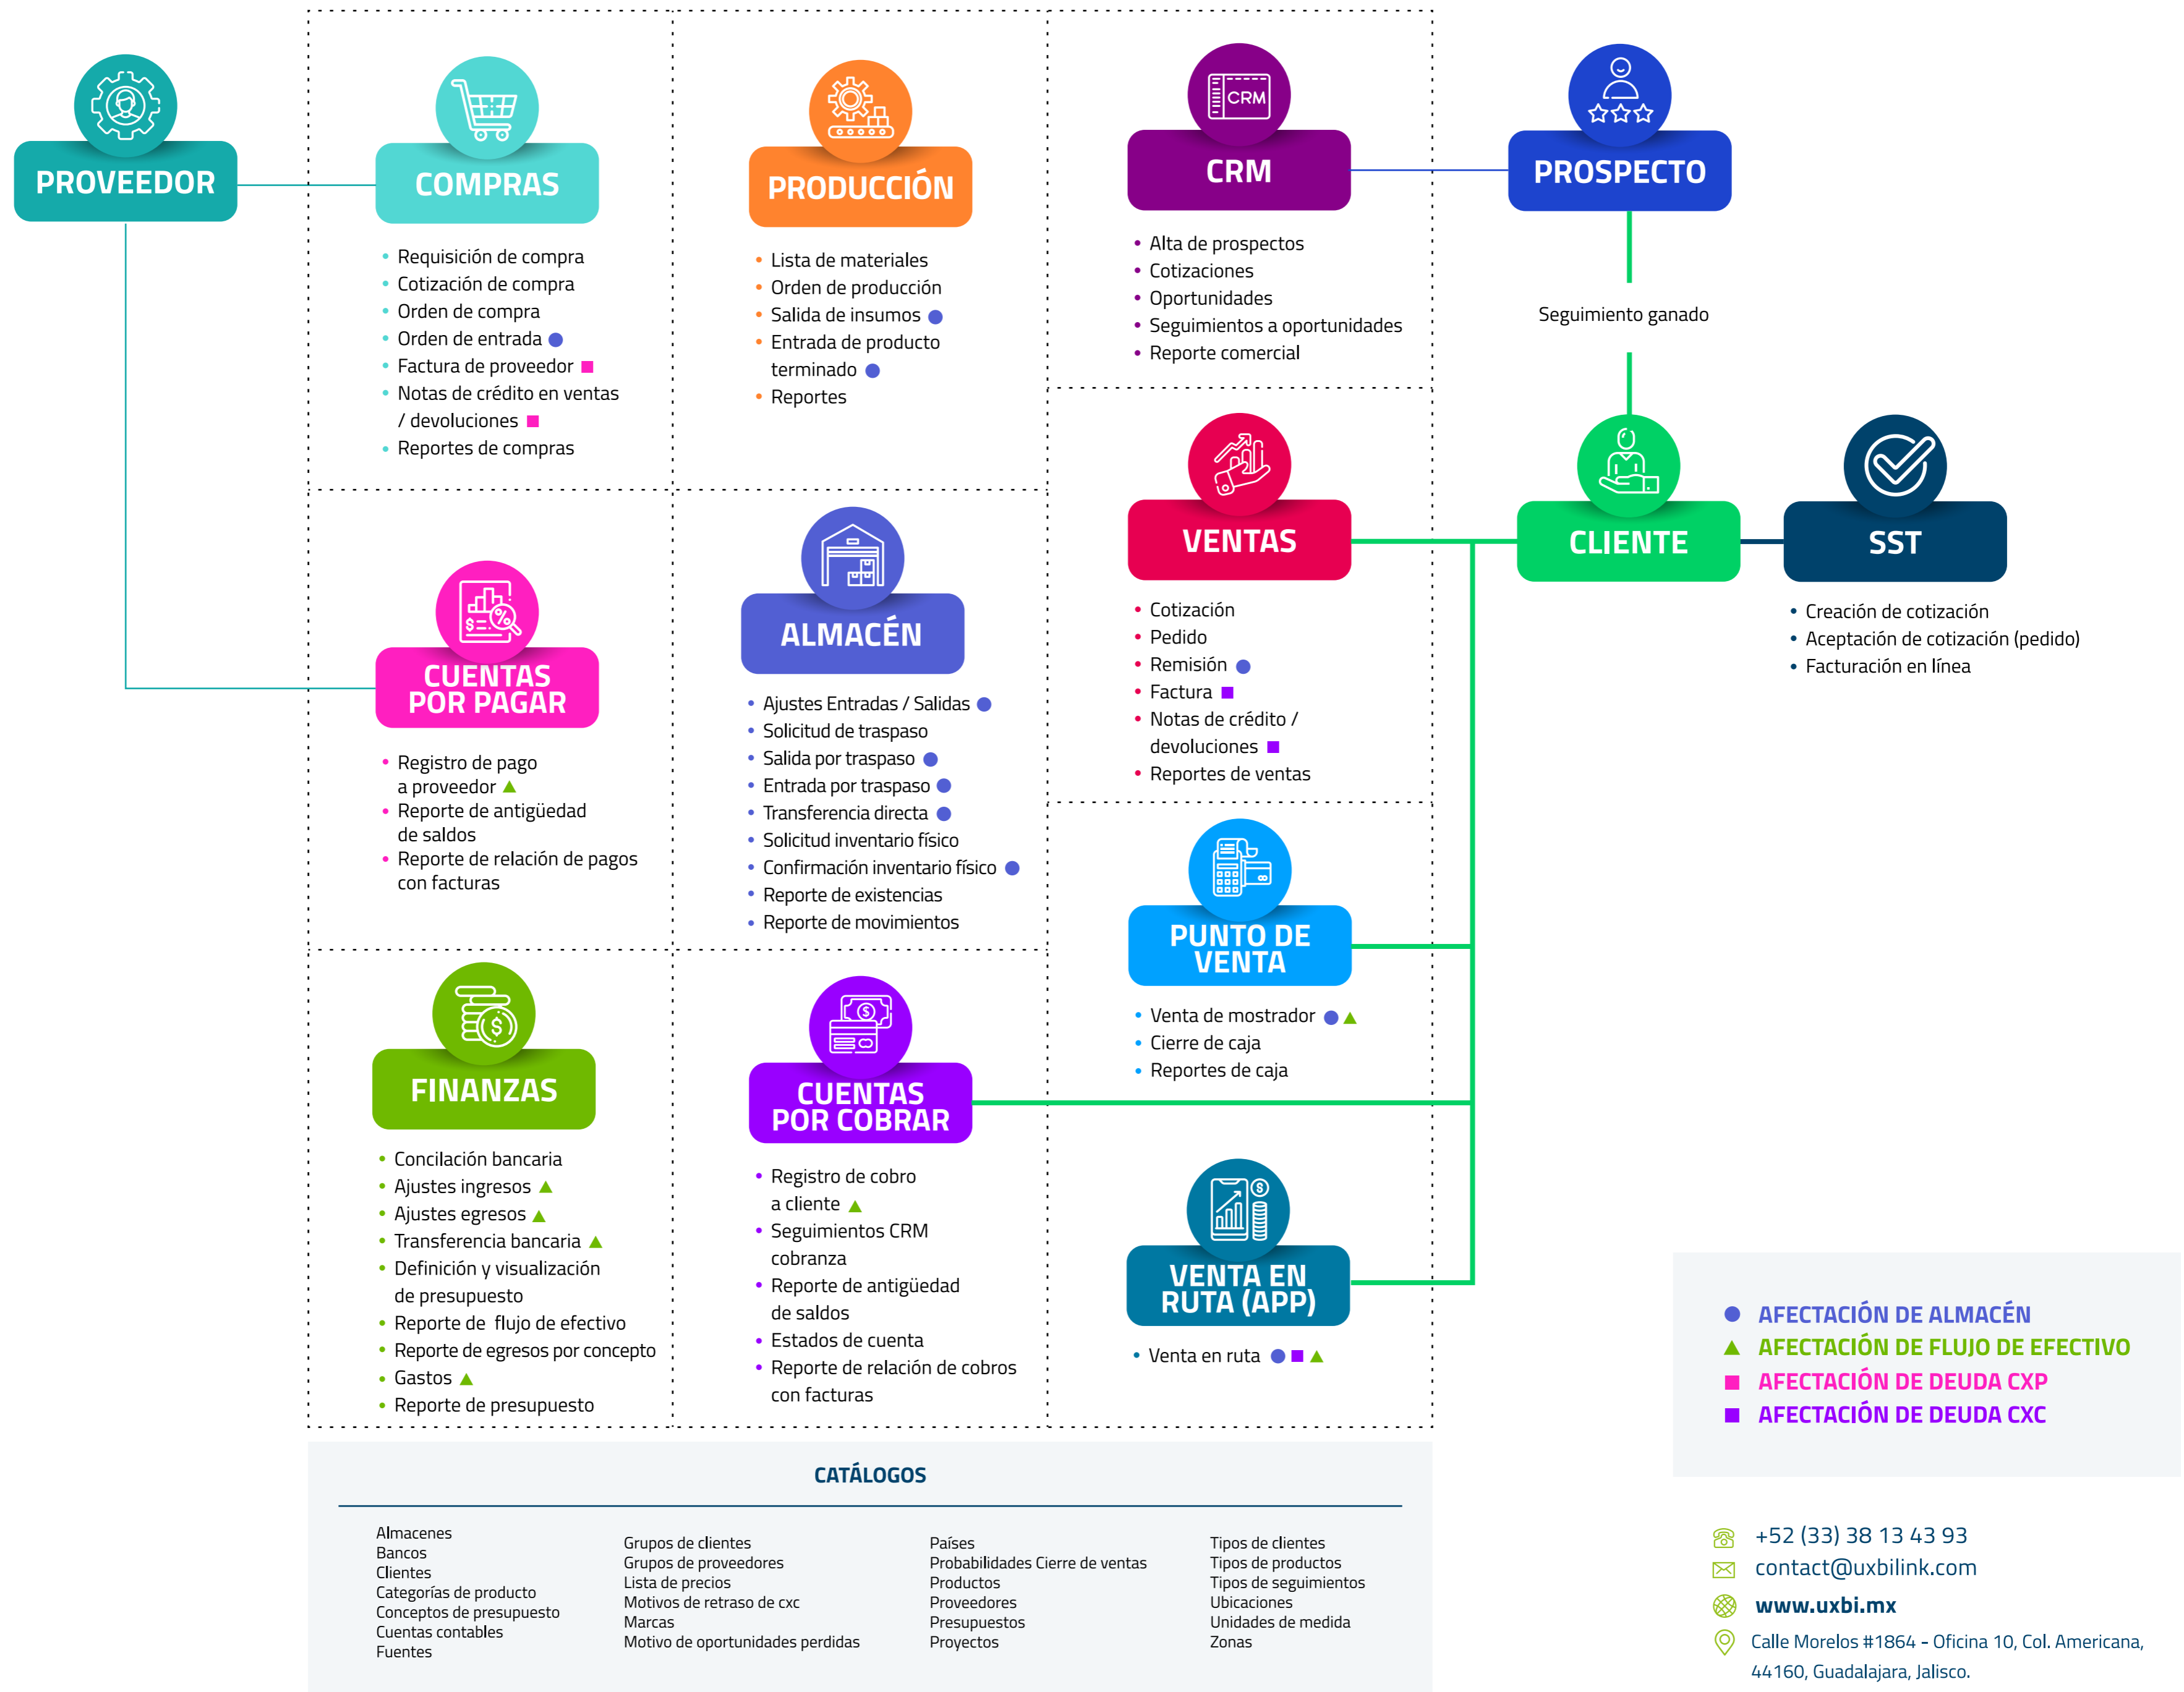 PROVEEDOR
COMPRAS
• Requisición de compra
• Cotización de compra
• Orden de compra
• Orden de entrada
• Factura de proveedor
• Notas de crédito en ventas
/ devoluciones
• Reportes de compras
PRODUCCIÓN
• Lista de materiales
• Orden de producción
• Salida de insumos
• Entrada de producto
terminado
• Reportes
CRM
CRM
• Alta de prospectos
• Cotizaciones
• Oportunidades
• Seguimientos a oportunidades
• Reporte comercial
PROSPECTO
Seguimiento ganado
CUENTAS
POR PAGAR
• Registro de pago
a proveedor
• Reporte de antigüedad
de saldos
• Reporte de relación de pagos
con facturas
ALMACÉN
• Ajustes Entradas / Salidas
• Solicitud de traspaso
• Salida por traspaso
• Entrada por traspaso
• Transferencia directa
• Solicitud inventario físico
• Confirmación inventario físico
• Reporte de existencias
• Reporte de movimientos
VENTAS
• Cotización
• Pedido
• Remisión
• Factura
• Notas de crédito /
devoluciones
• Reportes de ventas
CLIENTE
SST
• Creación de cotización
• Aceptación de cotización (pedido)
• Facturación en línea
PUNTO DE
VENTA
• Venta de mostrador
• Cierre de caja
• Reportes de caja
FINANZAS
• Concilación bancaria
• Ajustes ingresos
• Ajustes egresos
• Transferencia bancaria
• Definición y visualización
de presupuesto
• Reporte de flujo de efectivo
• Reporte de egresos por concepto
• Gastos
• Reporte de presupuesto
CUENTAS
POR COBRAR
• Registro de cobro
a cliente
• Seguimientos CRM
cobranza
• Reporte de antigüedad
de saldos
• Estados de cuenta
• Reporte de relación de cobros
con facturas
VENTA EN
RUTA (APP)
• Venta en ruta
AFECTACIÓN DE ALMACÉN
AFECTACIÓN DE FLUJO DE EFECTIVO
AFECTACIÓN DE DEUDA CXP
AFECTACIÓN DE DEUDA CXC
CATÁLOGOS
Almacenes
Bancos
Clientes
Categorías de producto
Conceptos de presupuesto
Cuentas contables
Fuentes
Grupos de clientes
Grupos de proveedores
Lista de precios
Motivos de retraso de cxc
Marcas
Motivo de oportunidades perdidas
Países
Probabilidades Cierre de ventas
Productos
Proveedores
Presupuestos
Proyectos
Tipos de clientes
Tipos de productos
Tipos de seguimientos
Ubicaciones
Unidades de medida
Zonas
+52 (33) 38 13 43 93
contact@uxbilink.com
www.uxbi.mx
Calle Morelos #1864 - Oficina 10, Col. Americana,
44160, Guadalajara, Jalisco.